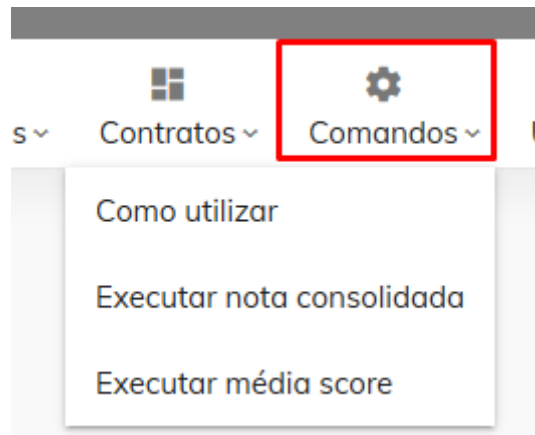 Contratos
Comandos
Como utilizar
Executar nota consolidada
Executar média score